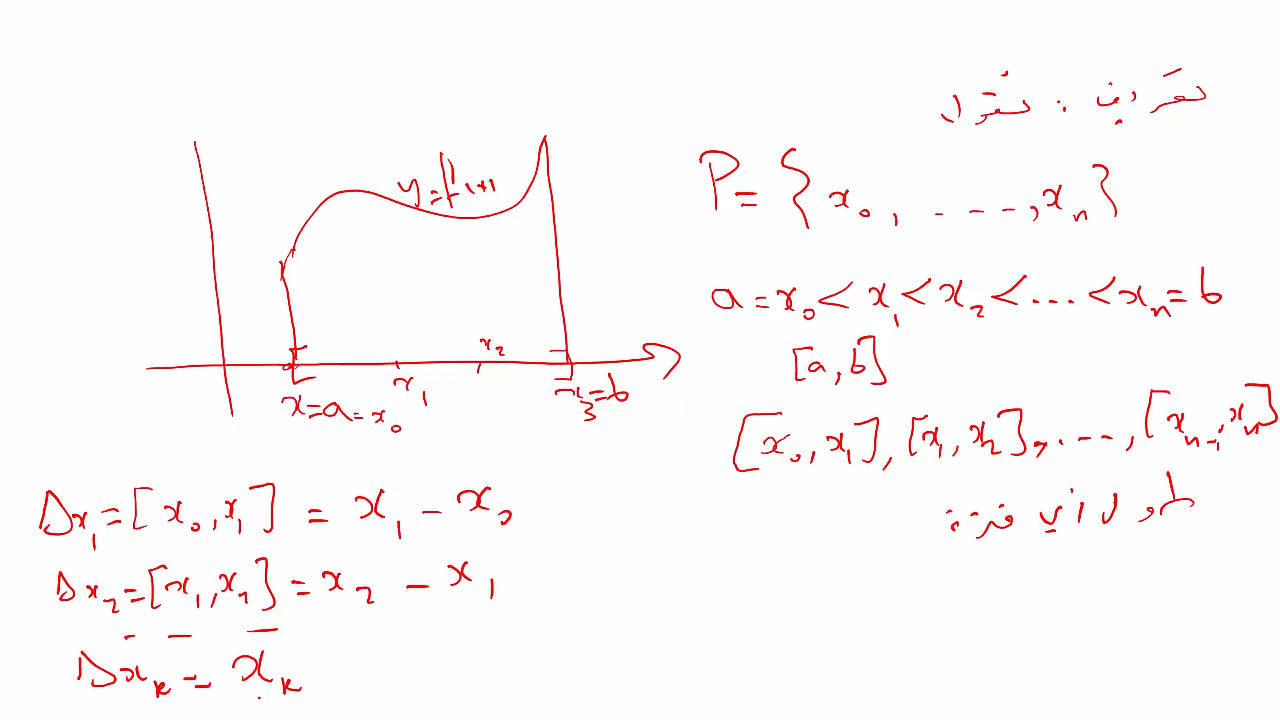 تعريف : نقول
P = { x₀ , ....., xₙ }
a = x₀ < x₁ < x₂ < ... < xₙ = b
[a, b]
[x₀, x₁], [x₁, x₂], ....., [xₙ₋₁, xₙ]
طول اي فترة
y = f(x)
x₂
x = a = x₀
x₁
x₃ = b
Δx₁ = [x₀, x₁] = x₁ - x₀
Δx₂ = [x₁, x₂] = x₂ - x₁
Δxₖ = xₖ